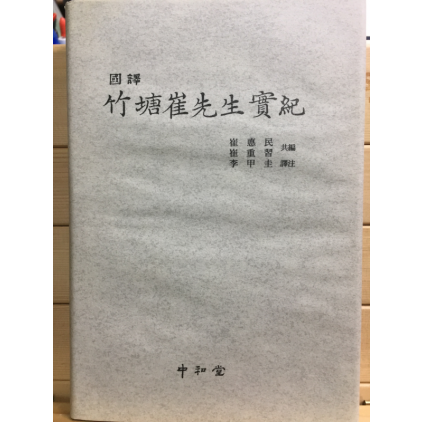 國譯
竹塘崔先生實紀
崔惪民
崔重習 共編
李甲圭 譯注
中和堂